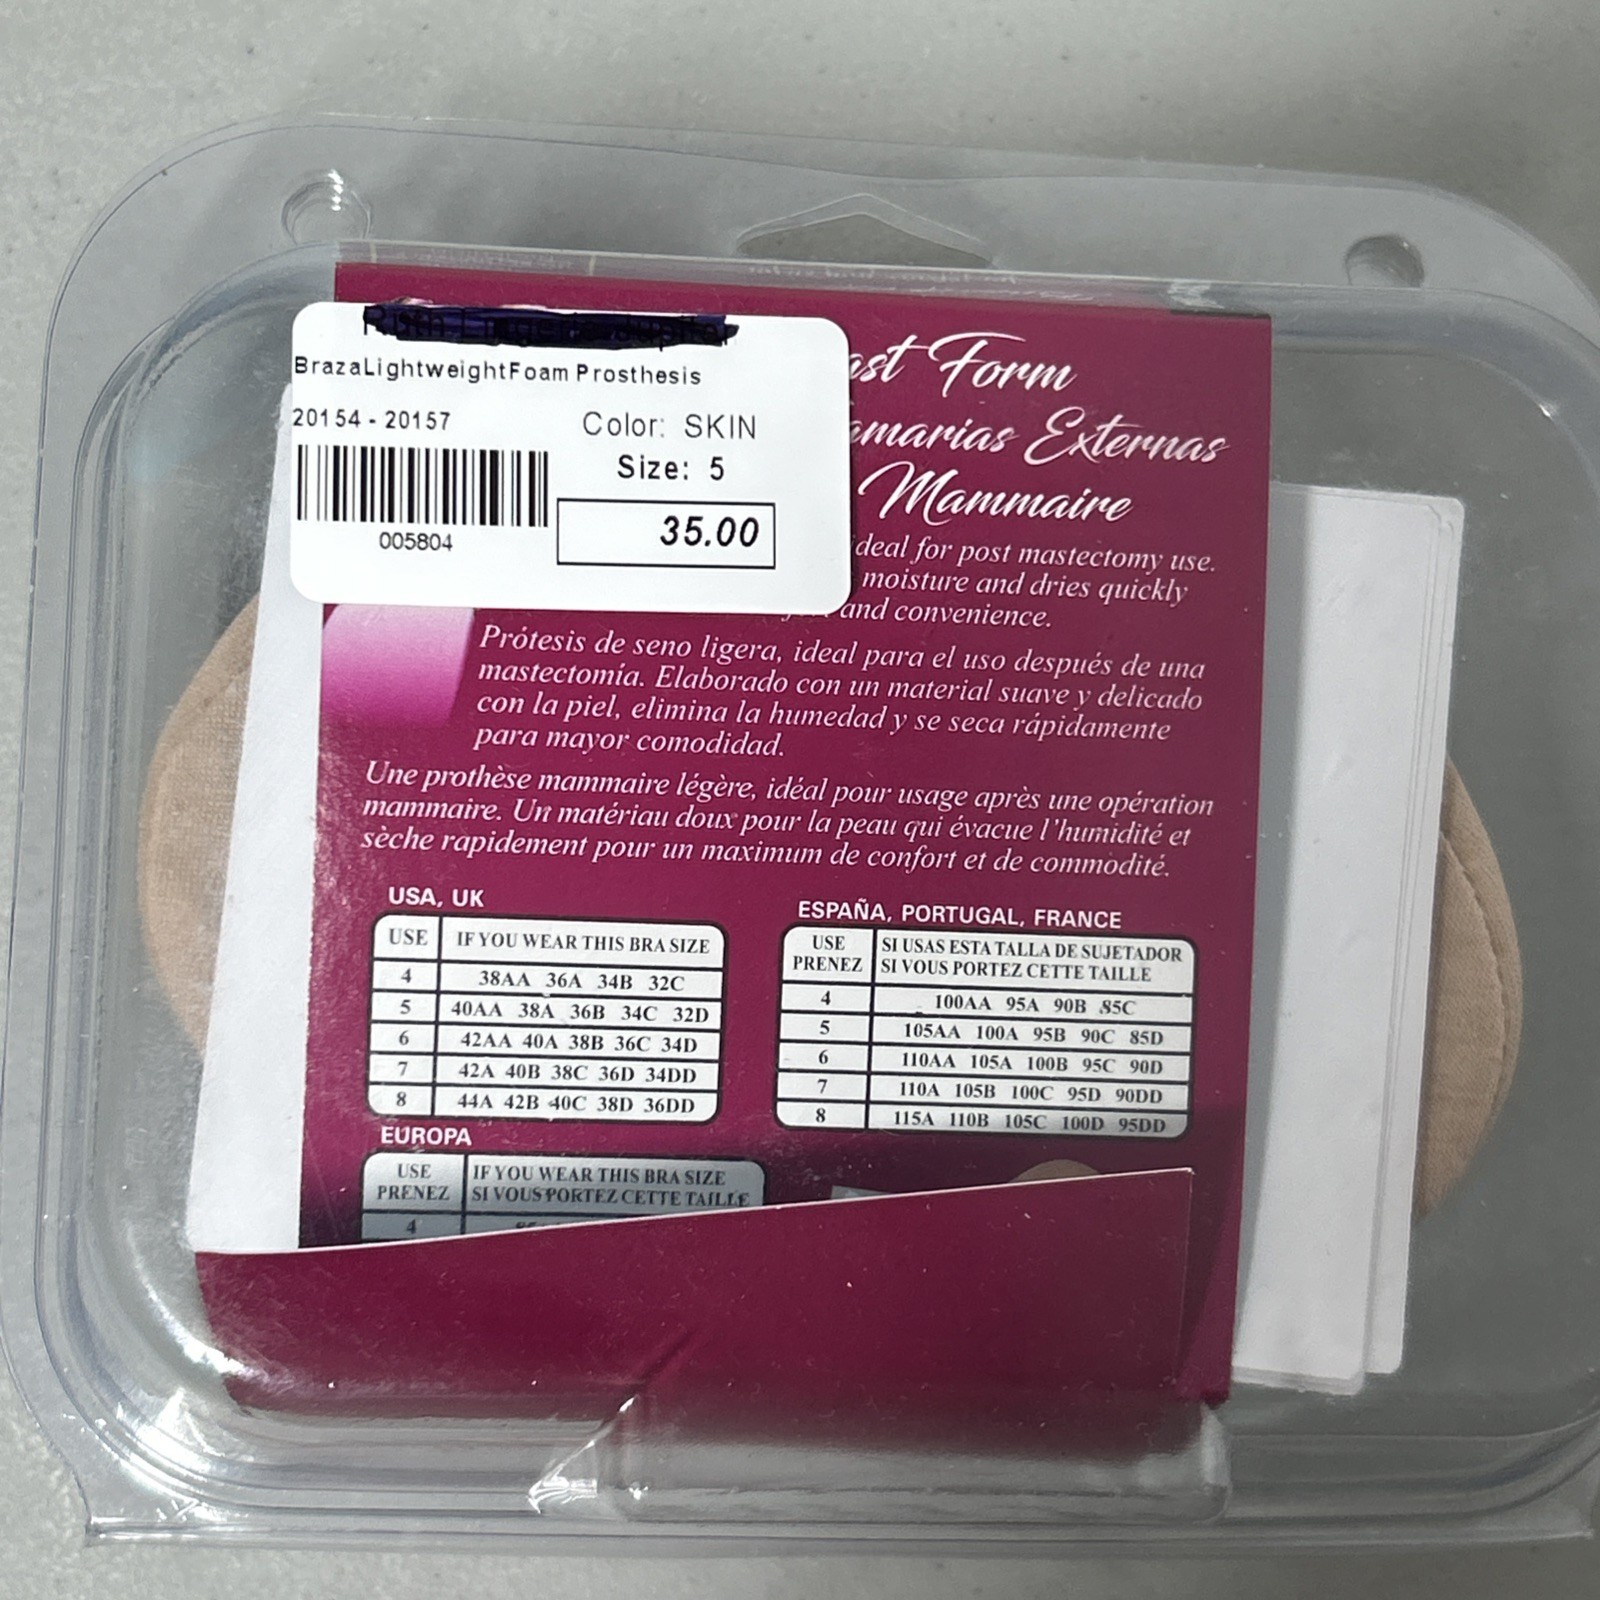 BrazaLightweightFoam Prosthesis
20154 - 20157
Color: SKIN
Size: 5
35.00
005804
ast Form
amarias Externas
Mammaire
ideal for post mastectomy use.
moisture and dries quickly
and convenience.
Prótesis de seno ligera, ideal para el uso después de una
mastectomía. Elaborado con un material suave y delicado
con la piel, elimina la humedad y se seca rápidamente
para mayor comodidad.
Une prothèse mammaire légère, idéal pour usage après une opération
mammaire. Un matériau doux pour la peau qui évacue l'humidité et
sèche rapidement pour un maximum de confort et de commodité.
USA, UK
USE IF YOU WEAR THIS BRA SIZE
4 38AA 36A 34B 32C
5 40AA 38A 36B 34C 32D
6 42AA 40A 38B 36C 34D
7 42A 40B 38C 36D 34DD
8 44A 42B 40C 38D 36DD
ESPAÑA, PORTUGAL, FRANCE
USE PRENEZ SI USAS ESTA TALLA DE SUJETADOR
SI VOUS PORTEZ CETTE TAILLE
4 100AA 95A 90B 85C
5 105AA 100A 95B 90C 85D
6 110AA 105A 100B 95C 90D
7 110A 105B 100C 95D 90DD
8 115A 110B 105C 100D 95DD
EUROPA
USE PRENEZ IF YOU WEAR THIS BRA SIZE
SI VOUS PORTEZ CETTE TAILLE
4